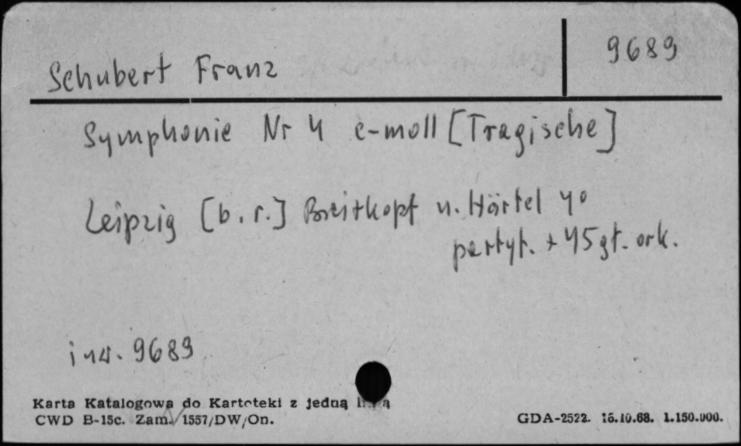 Schubert Franz
9689
Symphonie Nr 4 c-moll [Tragische]
Leipzig [b.r.] Breitkopf u. Härtel 4°
partyt. + 45 gł. ork.
inw. 9689
Karta Katalogowa do Kartoteki z jedną
CWD B-15c. Zam. 1557/DW/On.
GDA-2522. 15.10.68. 1.150.000.